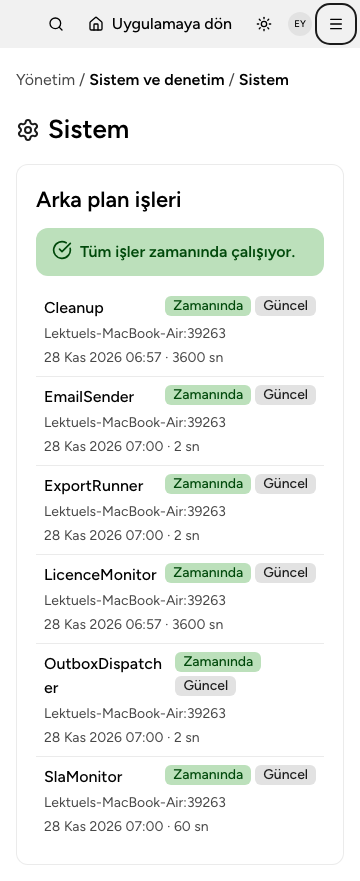 Uygulamaya dön
EY
Yönetim / Sistem ve denetim / Sistem
Sistem
Arka plan işleri
Tüm işler zamanında çalışıyor.
Cleanup Zamanında Güncel
Lektuels-MacBook-Air:39263
28 Kas 2026 06:57 · 3600 sn
EmailSender Zamanında Güncel
Lektuels-MacBook-Air:39263
28 Kas 2026 07:00 · 2 sn
ExportRunner Zamanında Güncel
Lektuels-MacBook-Air:39263
28 Kas 2026 07:00 · 2 sn
LicenceMonitor Zamanında Güncel
Lektuels-MacBook-Air:39263
28 Kas 2026 06:57 · 3600 sn
OutboxDispatch Zamanında
er Güncel
Lektuels-MacBook-Air:39263
28 Kas 2026 07:00 · 2 sn
SlaMonitor Zamanında Güncel
Lektuels-MacBook-Air:39263
28 Kas 2026 07:00 · 60 sn